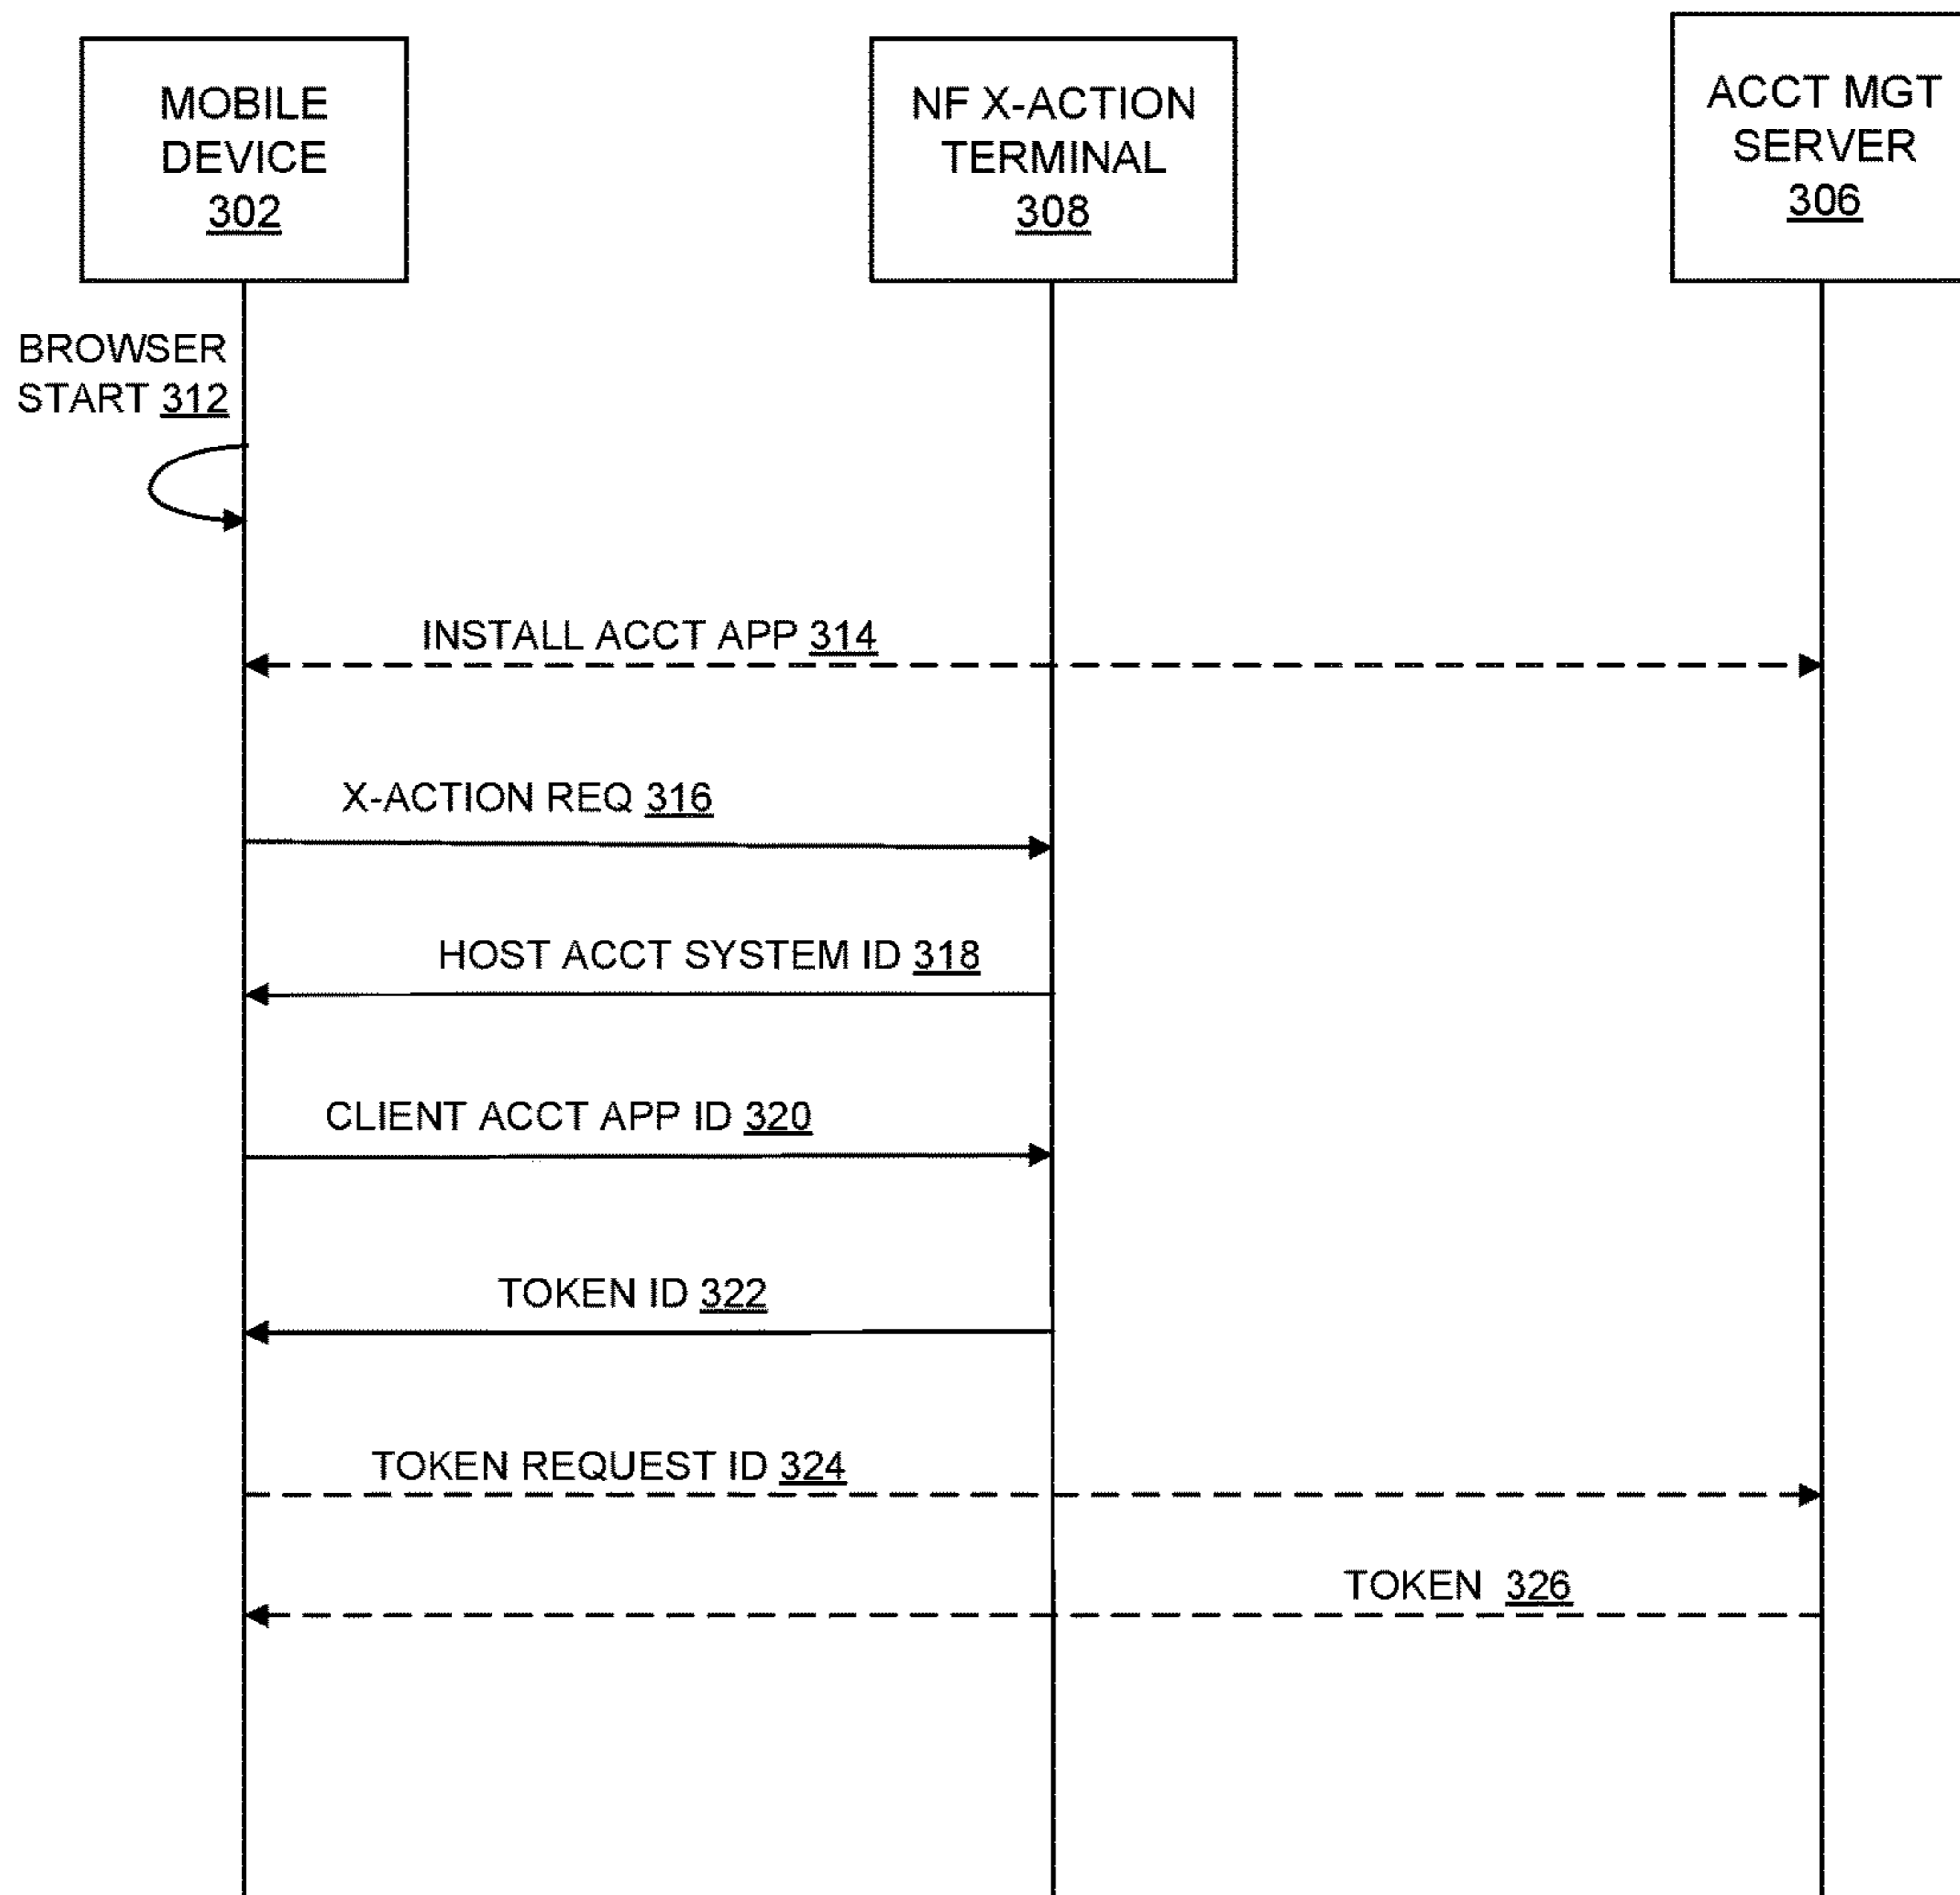 MOBILE
DEVICE
302
NF X-ACTION
TERMINAL
308
ACCT MGT
SERVER
306
BROWSER
START 312
INSTALL ACCT APP 314
X-ACTION REQ 316
HOST ACCT SYSTEM ID 318
CLIENT ACCT APP ID 320
TOKEN ID 322
TOKEN REQUEST ID 324
TOKEN 326